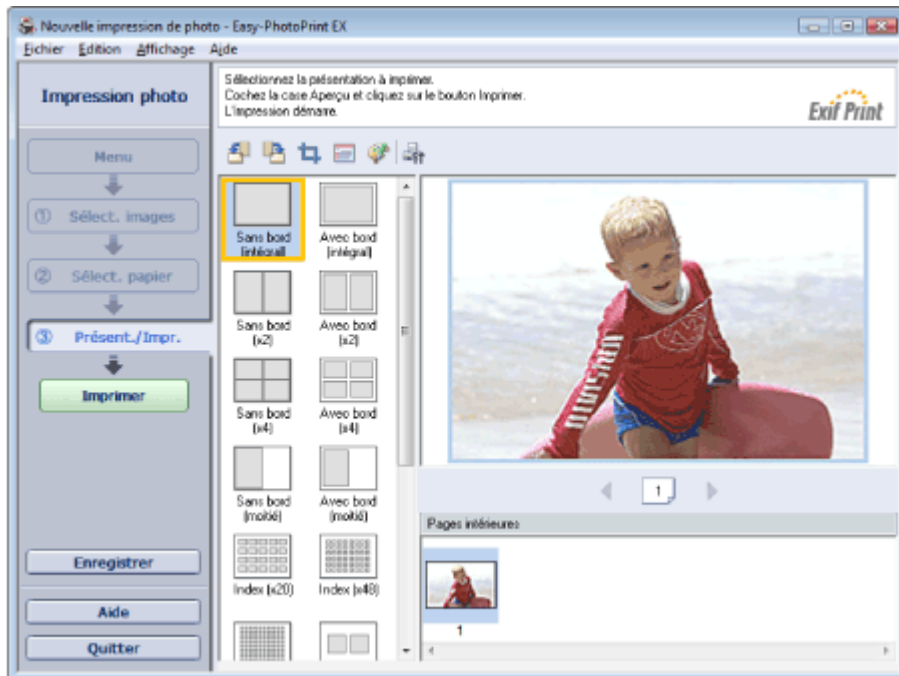 Nouvelle impression de photo - Easy-PhotoPrint EX
Fichier Edition Affichage Aide
Impression photo
Sélectionnez la présentation à imprimer.
Cochez la case Aperçu et cliquez sur le bouton Imprimer.
L'impression démarre.
Exif Print
Menu
① Sélect. images
② Sélect. papier
③ Présent./Impr.
Imprimer
Enregistrer
Aide
Quitter
Sans bord (intégral)
Avec bord (intégral)
Sans bord (x2)
Avec bord (x2)
Sans bord (x4)
Avec bord (x4)
Sans bord (moitié)
Avec bord (moitié)
Index (x20)
Index (x48)
1
Pages intérieures
1